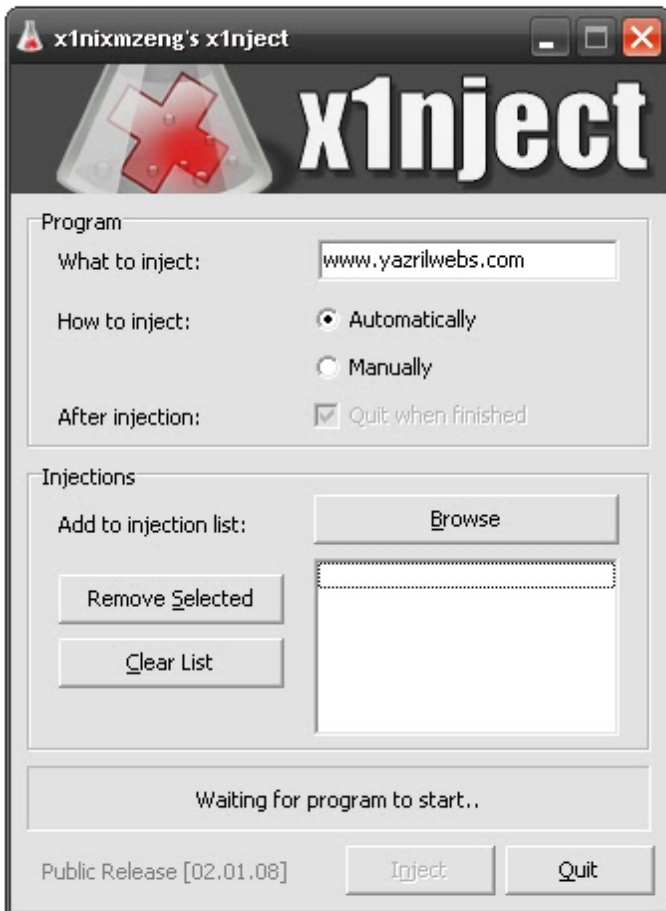 x1nixmzeng's x1nject
x1nject
Program
What to inject:
www.yazrilwebs.com
How to inject:
Automatically
Manually
After injection:
Quit when finished
Injections
Add to injection list:
Browse
Remove Selected
Clear List
Waiting for program to start..
Public Release [02.01.08]
Inject
Quit